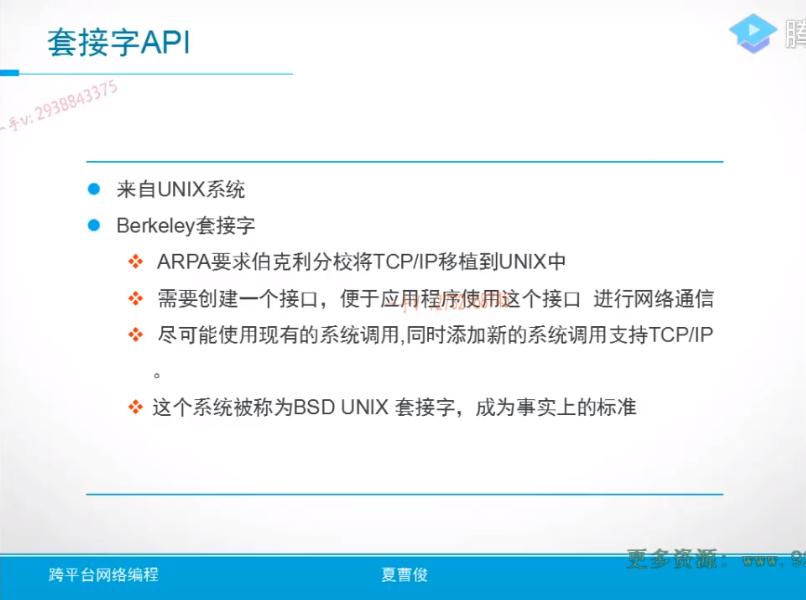 套接字API
腾
一手v: 2938843375
来自UNIX系统
Berkeley套接字
ARPA要求伯克利分校将TCP/IP移植到UNIX中
需要创建一个接口，便于应用程序使用这个接口 进行网络通信
尽可能使用现有的系统调用,同时添加新的系统调用支持TCP/IP
。
这个系统被称为BSD UNIX 套接字，成为事实上的标准
更多资源：www.9
跨平台网络编程
夏曹俊